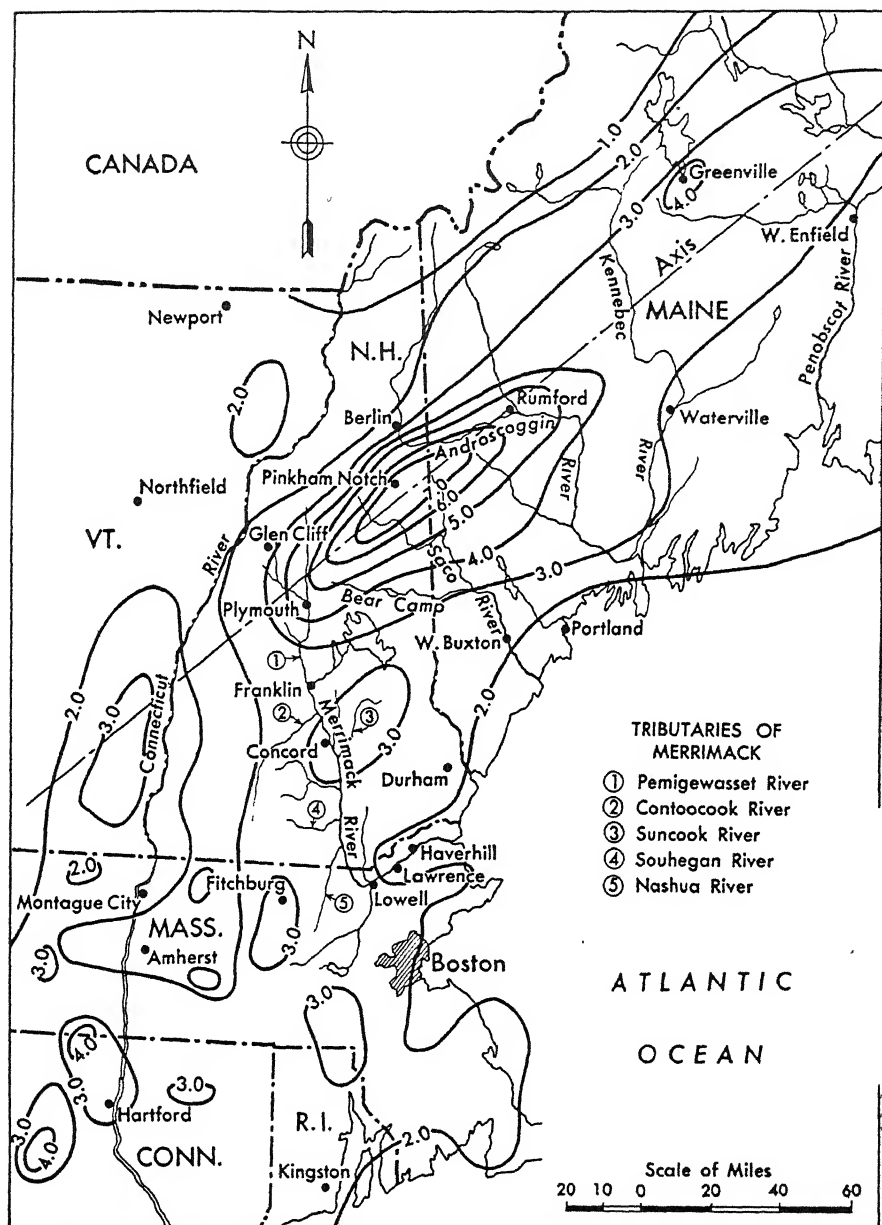 N
CANADA
1.0
2.0
3.0
Greenville
4.0
W. Enfield
Axis
Kennebec
River
MAINE
Penobscot River
Newport
N.H.
2.0
Berlin
Rumford
Androscoggin
River
Waterville
Pinkham Notch
6.0
5.0
4.0
3.0
Northfield
VT.
Glen Cliff
River
Connecticut
Saco
River
Bear Camp
Plymouth
W. Buxton
Portland
2.0
①
Franklin
2.0
3.0
②
Merrimack
River
③
3.0
Concord
Durham
④
Haverhill
Lawrence
Lowell
2.0
Montague City
Fitchburg
⑤
3.0
MASS.
Amherst
3.0
Boston
3.0
4.0
3.0
3.0
Hartford
3.0
4.0
CONN.
R.I.
2.0
Kingston
TRIBUTARIES OF
MERRIMACK
① Pemigewasset River
② Contoocook River
③ Suncook River
④ Souhegan River
⑤ Nashua River
ATLANTIC
OCEAN
Scale of Miles
20 10 0 20 40 60